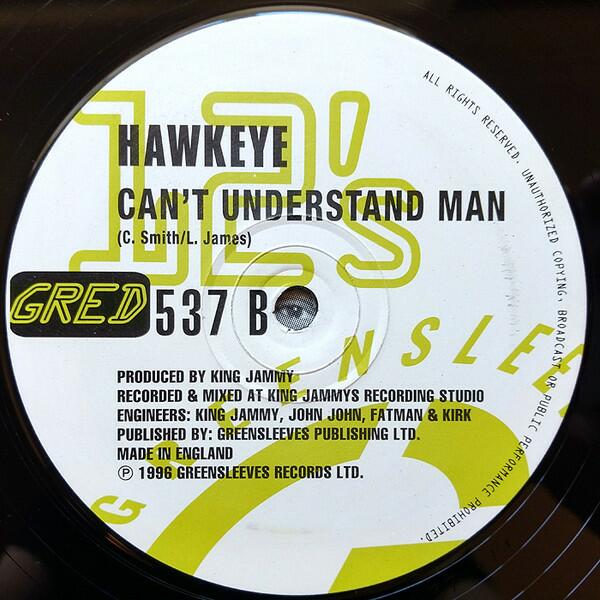 12's
HAWKEYE
CAN'T UNDERSTAND MAN
(C. Smith/L. James)
GRED 537 B
PRODUCED BY KING JAMMY
RECORDED & MIXED AT KING JAMMYS RECORDING STUDIO
ENGINEERS: KING JAMMY, JOHN JOHN, FATMAN & KIRK
PUBLISHED BY: GREENSLEEVES PUBLISHING LTD.
MADE IN ENGLAND
℗ 1996 GREENSLEEVES RECORDS LTD.
GREENSLEE
ALL RIGHTS RESERVED. UNAUTHORIZED COPYING, BROADCAST OR PUBLIC PERFORMANCE PROHIBITED.